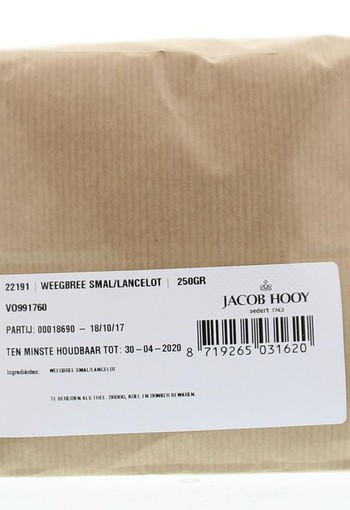 22191 | WEEGBREE SMAL/LANCELOT | 250GR
VO991760
JACOB HOOY
sedert 1743
PARTIJ: 00018690 - 18/10/17
TEN MINSTE HOUDBAAR TOT: 30-04-2020
8 719265 031620
Ingrediënten: WEEGBREE SMAL/LANCELOT
TE BEREIDEN ALS THEE. DROOG, KOEL EN DONKER BEWAREN.